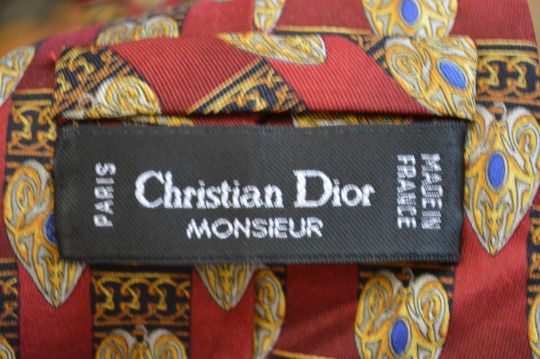 PARIS
Christian Dior
MONSIEUR
MADE IN
FRANCE